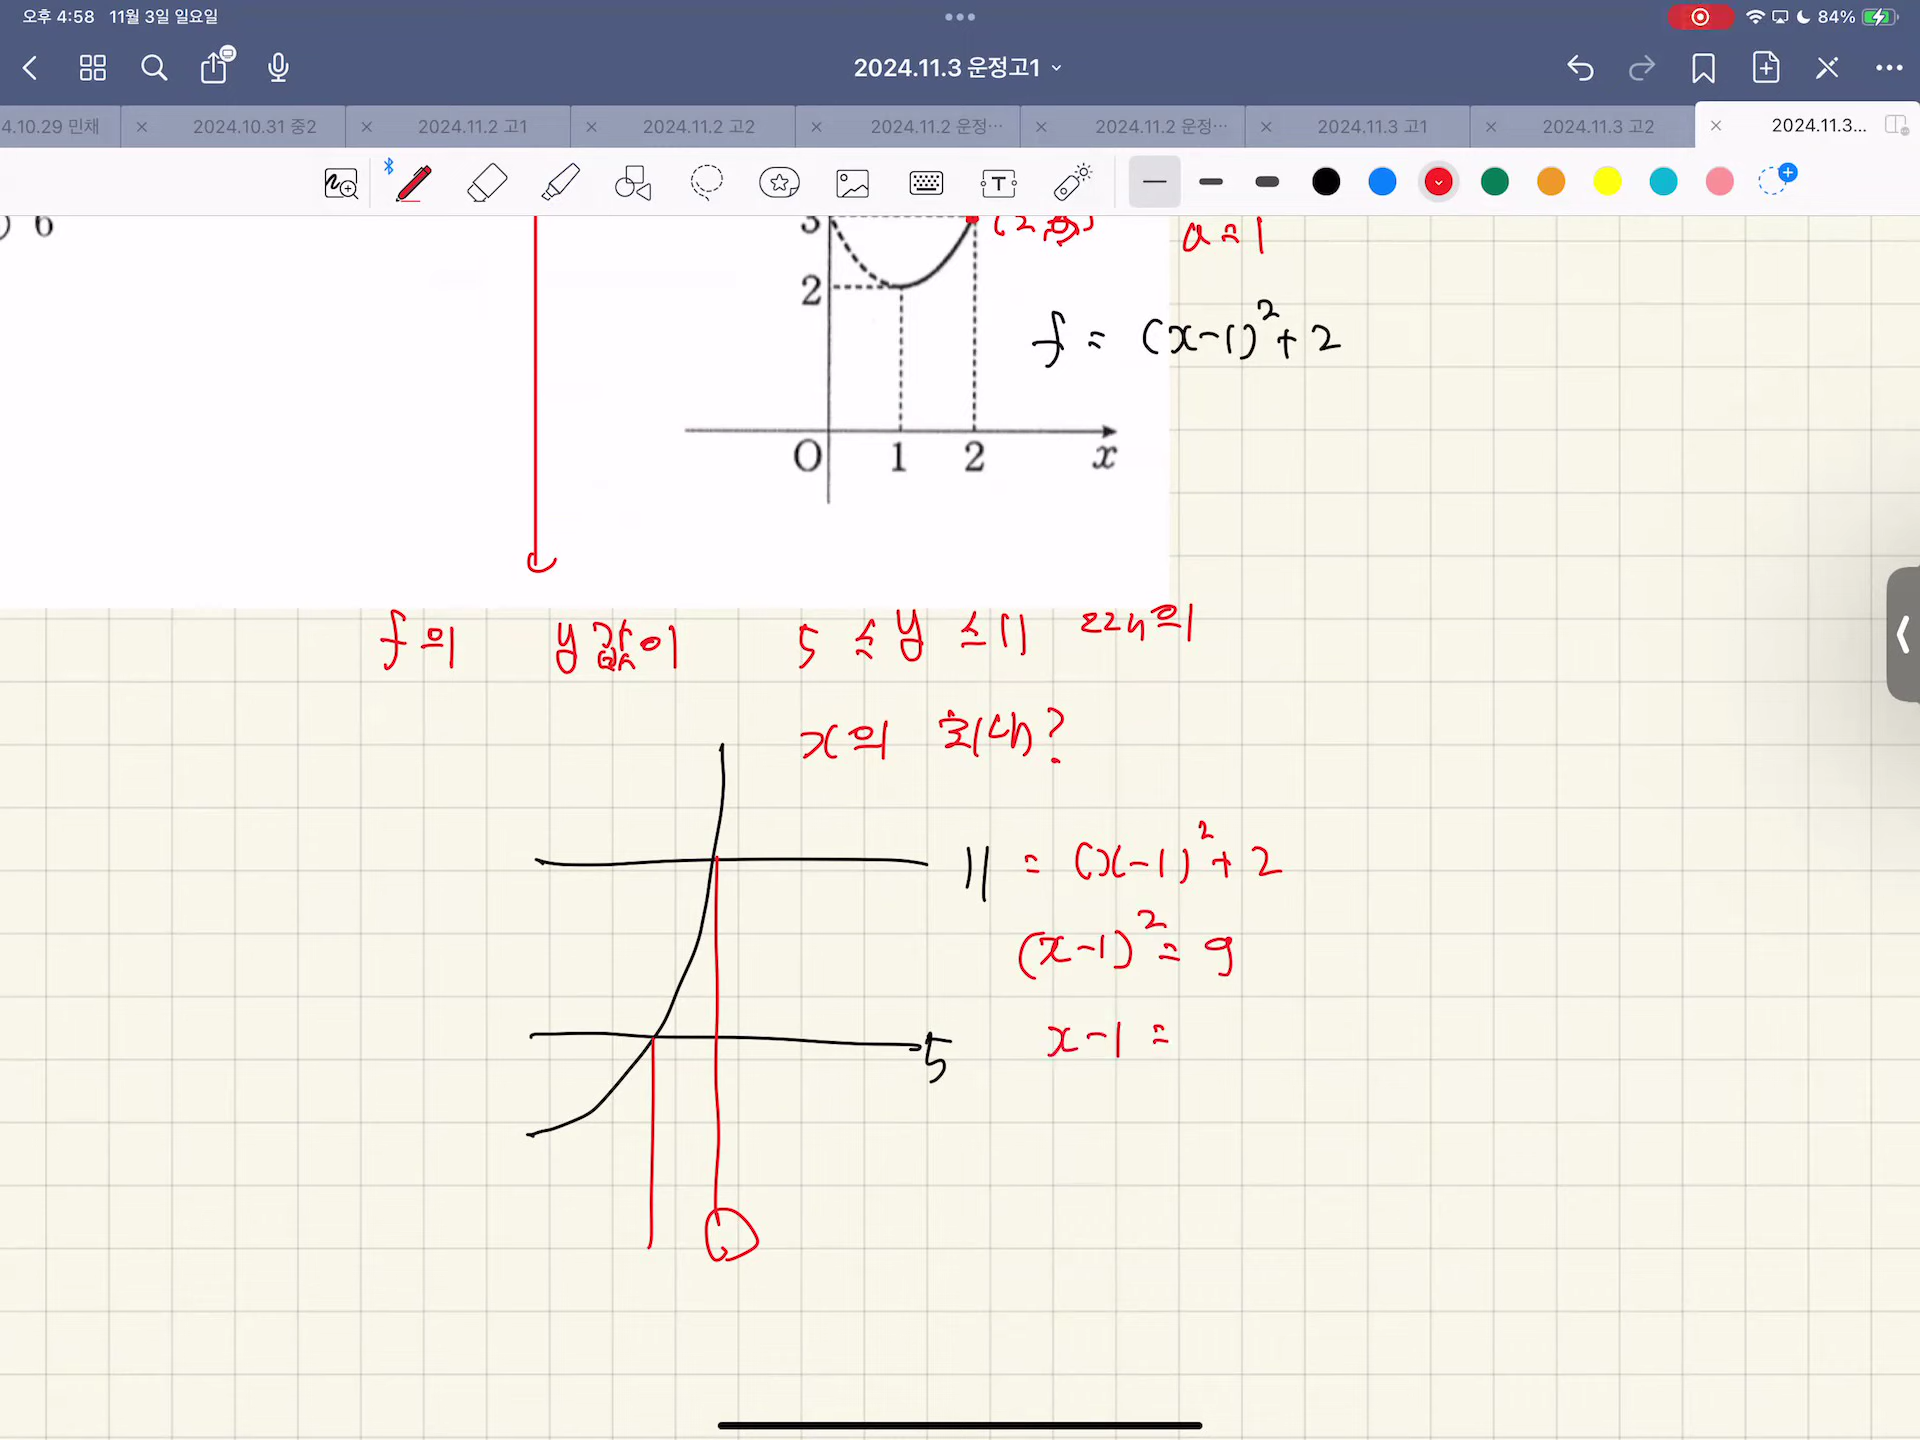 오후 4:58 11월 3일 일요일
84%
2024.11.3 운정고1
4.10.29 민채
2024.10.31 중2
2024.11.2 고1
2024.11.2 고2
2024.11.2 운정…
2024.11.2 운정…
2024.11.3 고1
2024.11.3 고2
2024.11.3...
) 6
3
a = 1
2
f = (x-1)² + 2
O 1 2 x
f의 y값이 5 ≤ y ≤ 11
x의 최대?
11 = (x-1)² + 2
(x-1)² = 9
x-1 =
5